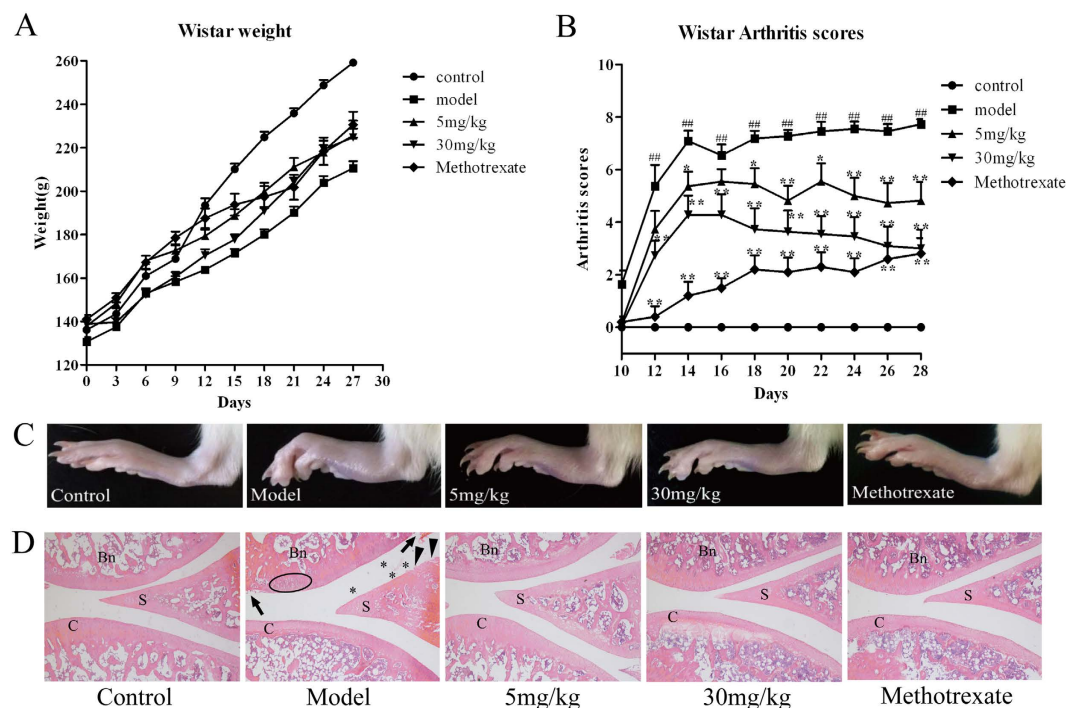 A
Wistar weight
Weight(g)
260
240
220
200
180
160
140
120
0 3 6 9 12 15 18 21 24 27 30
Days
control
model
5mg/kg
30mg/kg
Methotrexate
B
Wistar Arthritis scores
Arthritis scores
10
8
6
4
2
0
10 12 14 16 18 20 22 24 26 28
Days
## ## ## ## ## ## ## ## ##
* ** * ** * ** ** **
** ** ** ** ** ** ** ** **
** ** ** ** ** ** ** ** **
control
model
5mg/kg
30mg/kg
Methotrexate
C
Control
Model
5mg/kg
30mg/kg
Methotrexate
D
Bn Bn Bn Bn Bn
* * * * *
S S S S S
C C C C C
Control Model 5mg/kg 30mg/kg Methotrexate